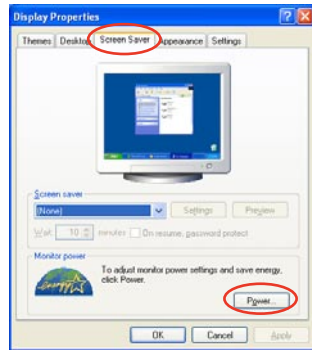 Display Properties
Themes Desktop Screen Saver Appearance Settings
Screen saver
(None) Settings Preview
Wait: 10 minutes On resume, password protect
Monitor power
To adjust monitor power settings and save energy,
click Power.
Power...
OK Cancel Apply